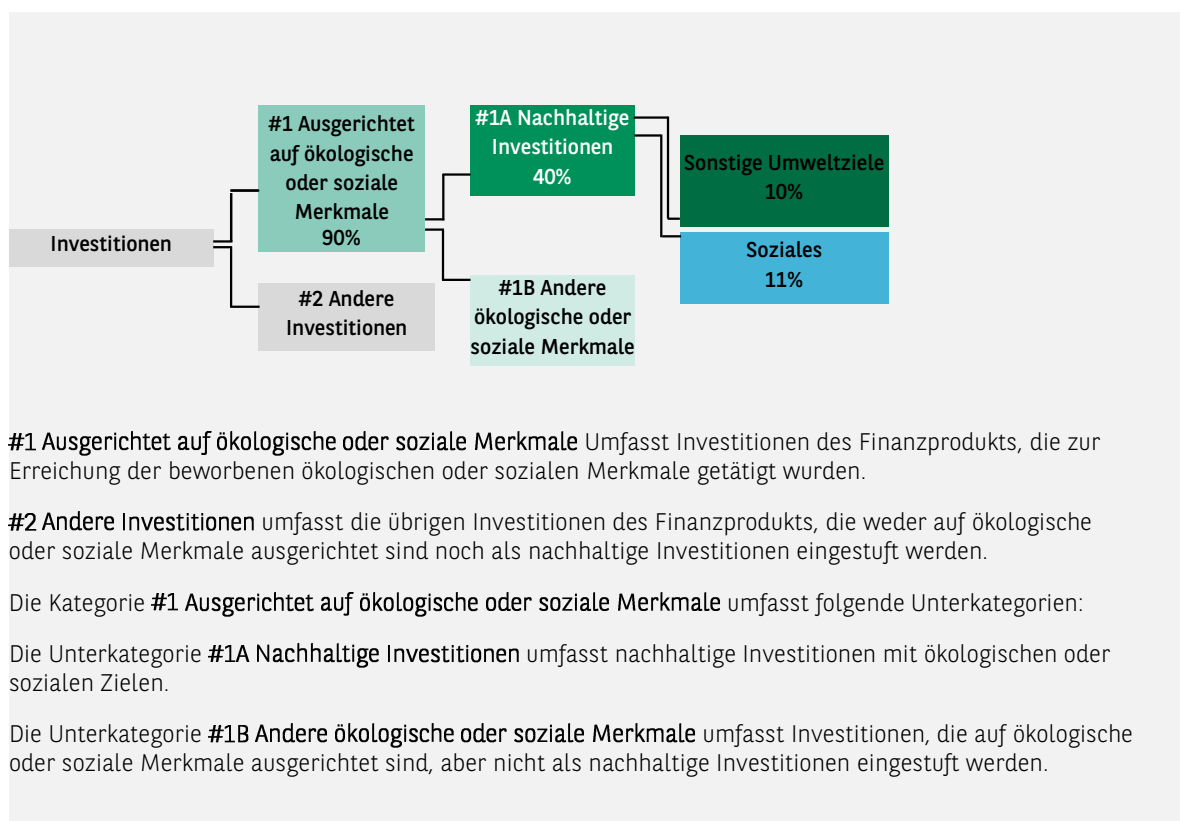 Investitionen
#1 Ausgerichtet
auf ökologische
oder soziale
Merkmale
90%
#2 Andere
Investitionen
#1A Nachhaltige
Investitionen
40%
#1B Andere
ökologische oder
soziale Merkmale
Sonstige Umweltziele
10%
Soziales
11%
#1 Ausgerichtet auf ökologische oder soziale Merkmale Umfasst Investitionen des Finanzprodukts, die zur
Erreichung der beworbenen ökologischen oder sozialen Merkmale getätigt wurden.
#2 Andere Investitionen umfasst die übrigen Investitionen des Finanzprodukts, die weder auf ökologische
oder soziale Merkmale ausgerichtet sind noch als nachhaltige Investitionen eingestuft werden.
Die Kategorie #1 Ausgerichtet auf ökologische oder soziale Merkmale umfasst folgende Unterkategorien:
Die Unterkategorie #1A Nachhaltige Investitionen umfasst nachhaltige Investitionen mit ökologischen oder
sozialen Zielen.
Die Unterkategorie #1B Andere ökologische oder soziale Merkmale umfasst Investitionen, die auf ökologische
oder soziale Merkmale ausgerichtet sind, aber nicht als nachhaltige Investitionen eingestuft werden.